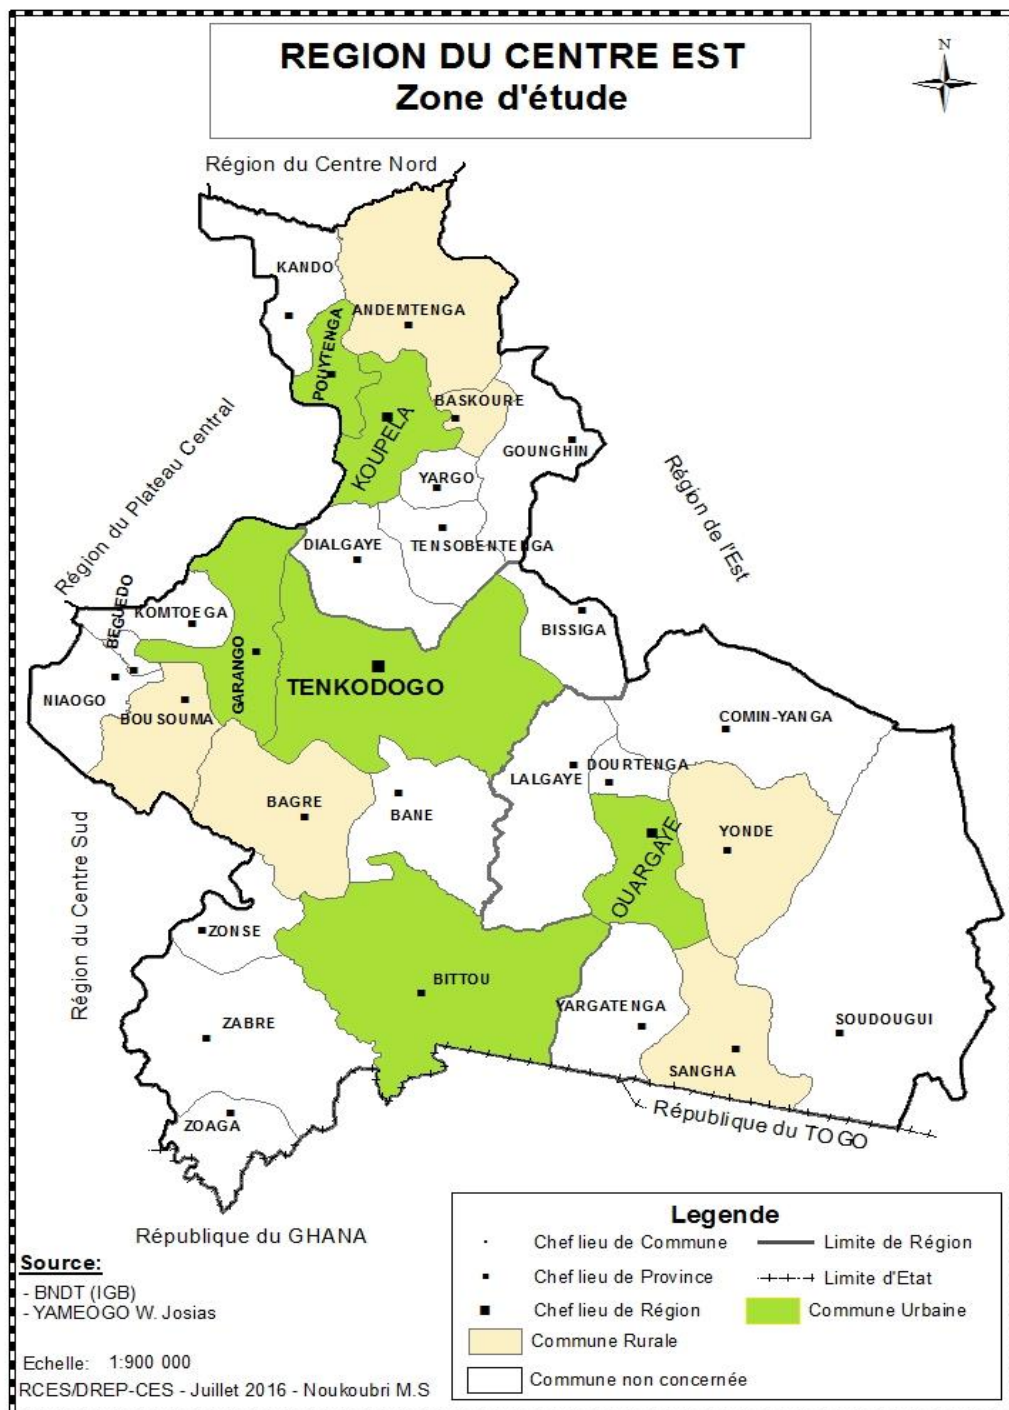 REGION DU CENTRE EST
Zone d'étude
N
Région du Centre Nord
KANDO
ANDEMTENGA
POUYTENGA
BASKOURE
KOUPELA
GOUNGHIN
YARGO
Région du Plateau Central
Région de l'Est
DIALGAYE
TENSOBENTENGA
BEGUEDO
KOMTOEGA
BISSIGA
GARANGO
TENKODOGO
NIAOGO
BOUSOUMA
COMIN-YANGA
LALGAYE
DOURTENGA
BAGRE
BANE
OUARGAYE
YONDE
Région du Centre Sud
ZONSE
BITTOU
YARGATENGA
ZABRE
SOUDOUGUI
SANGHA
ZOAGA
République du TOGO
République du GHANA
Legende
Chef lieu de Commune
Limite de Région
Chef lieu de Province
Limite d'Etat
Chef lieu de Région
Commune Urbaine
Commune Rurale
Commune non concernée
Source:
- BNDT (IGB)
- YAMEOGO W. Josias
Echelle: 1:900 000
RCES/DREP-CES - Juillet 2016 - Noukoubri M.S